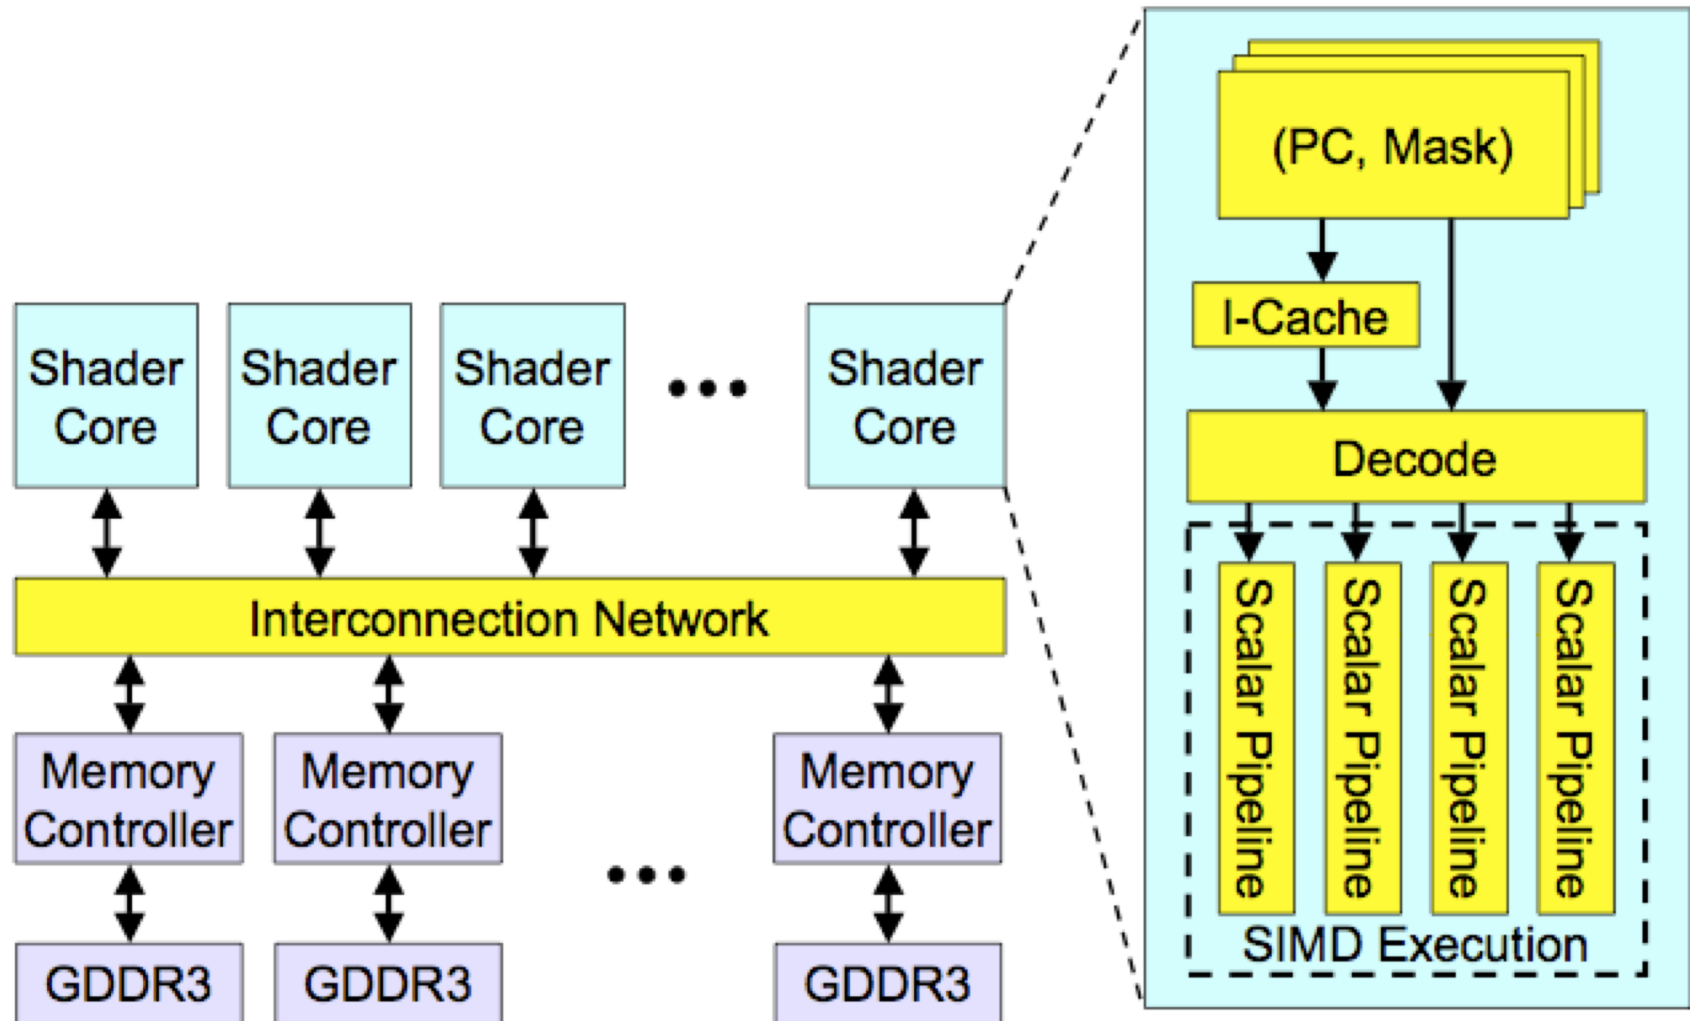 (PC, Mask)
I-Cache
Decode
Scalar Pipeline
Scalar Pipeline
Scalar Pipeline
Scalar Pipeline
SIMD Execution
Shader
Core
Shader
Core
Shader
Core
•••
Shader
Core
Interconnection Network
Memory
Controller
Memory
Controller
•••
Memory
Controller
GDDR3
GDDR3
GDDR3